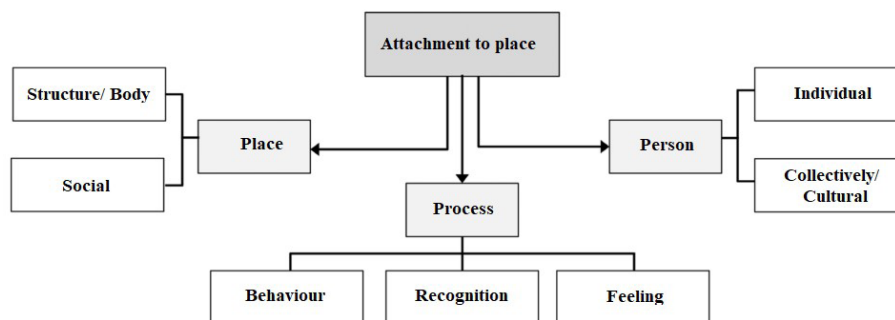 Attachment to place
Structure/ Body
Individual
Place
Person
Social
Collectively/
Cultural
Process
Behaviour
Recognition
Feeling